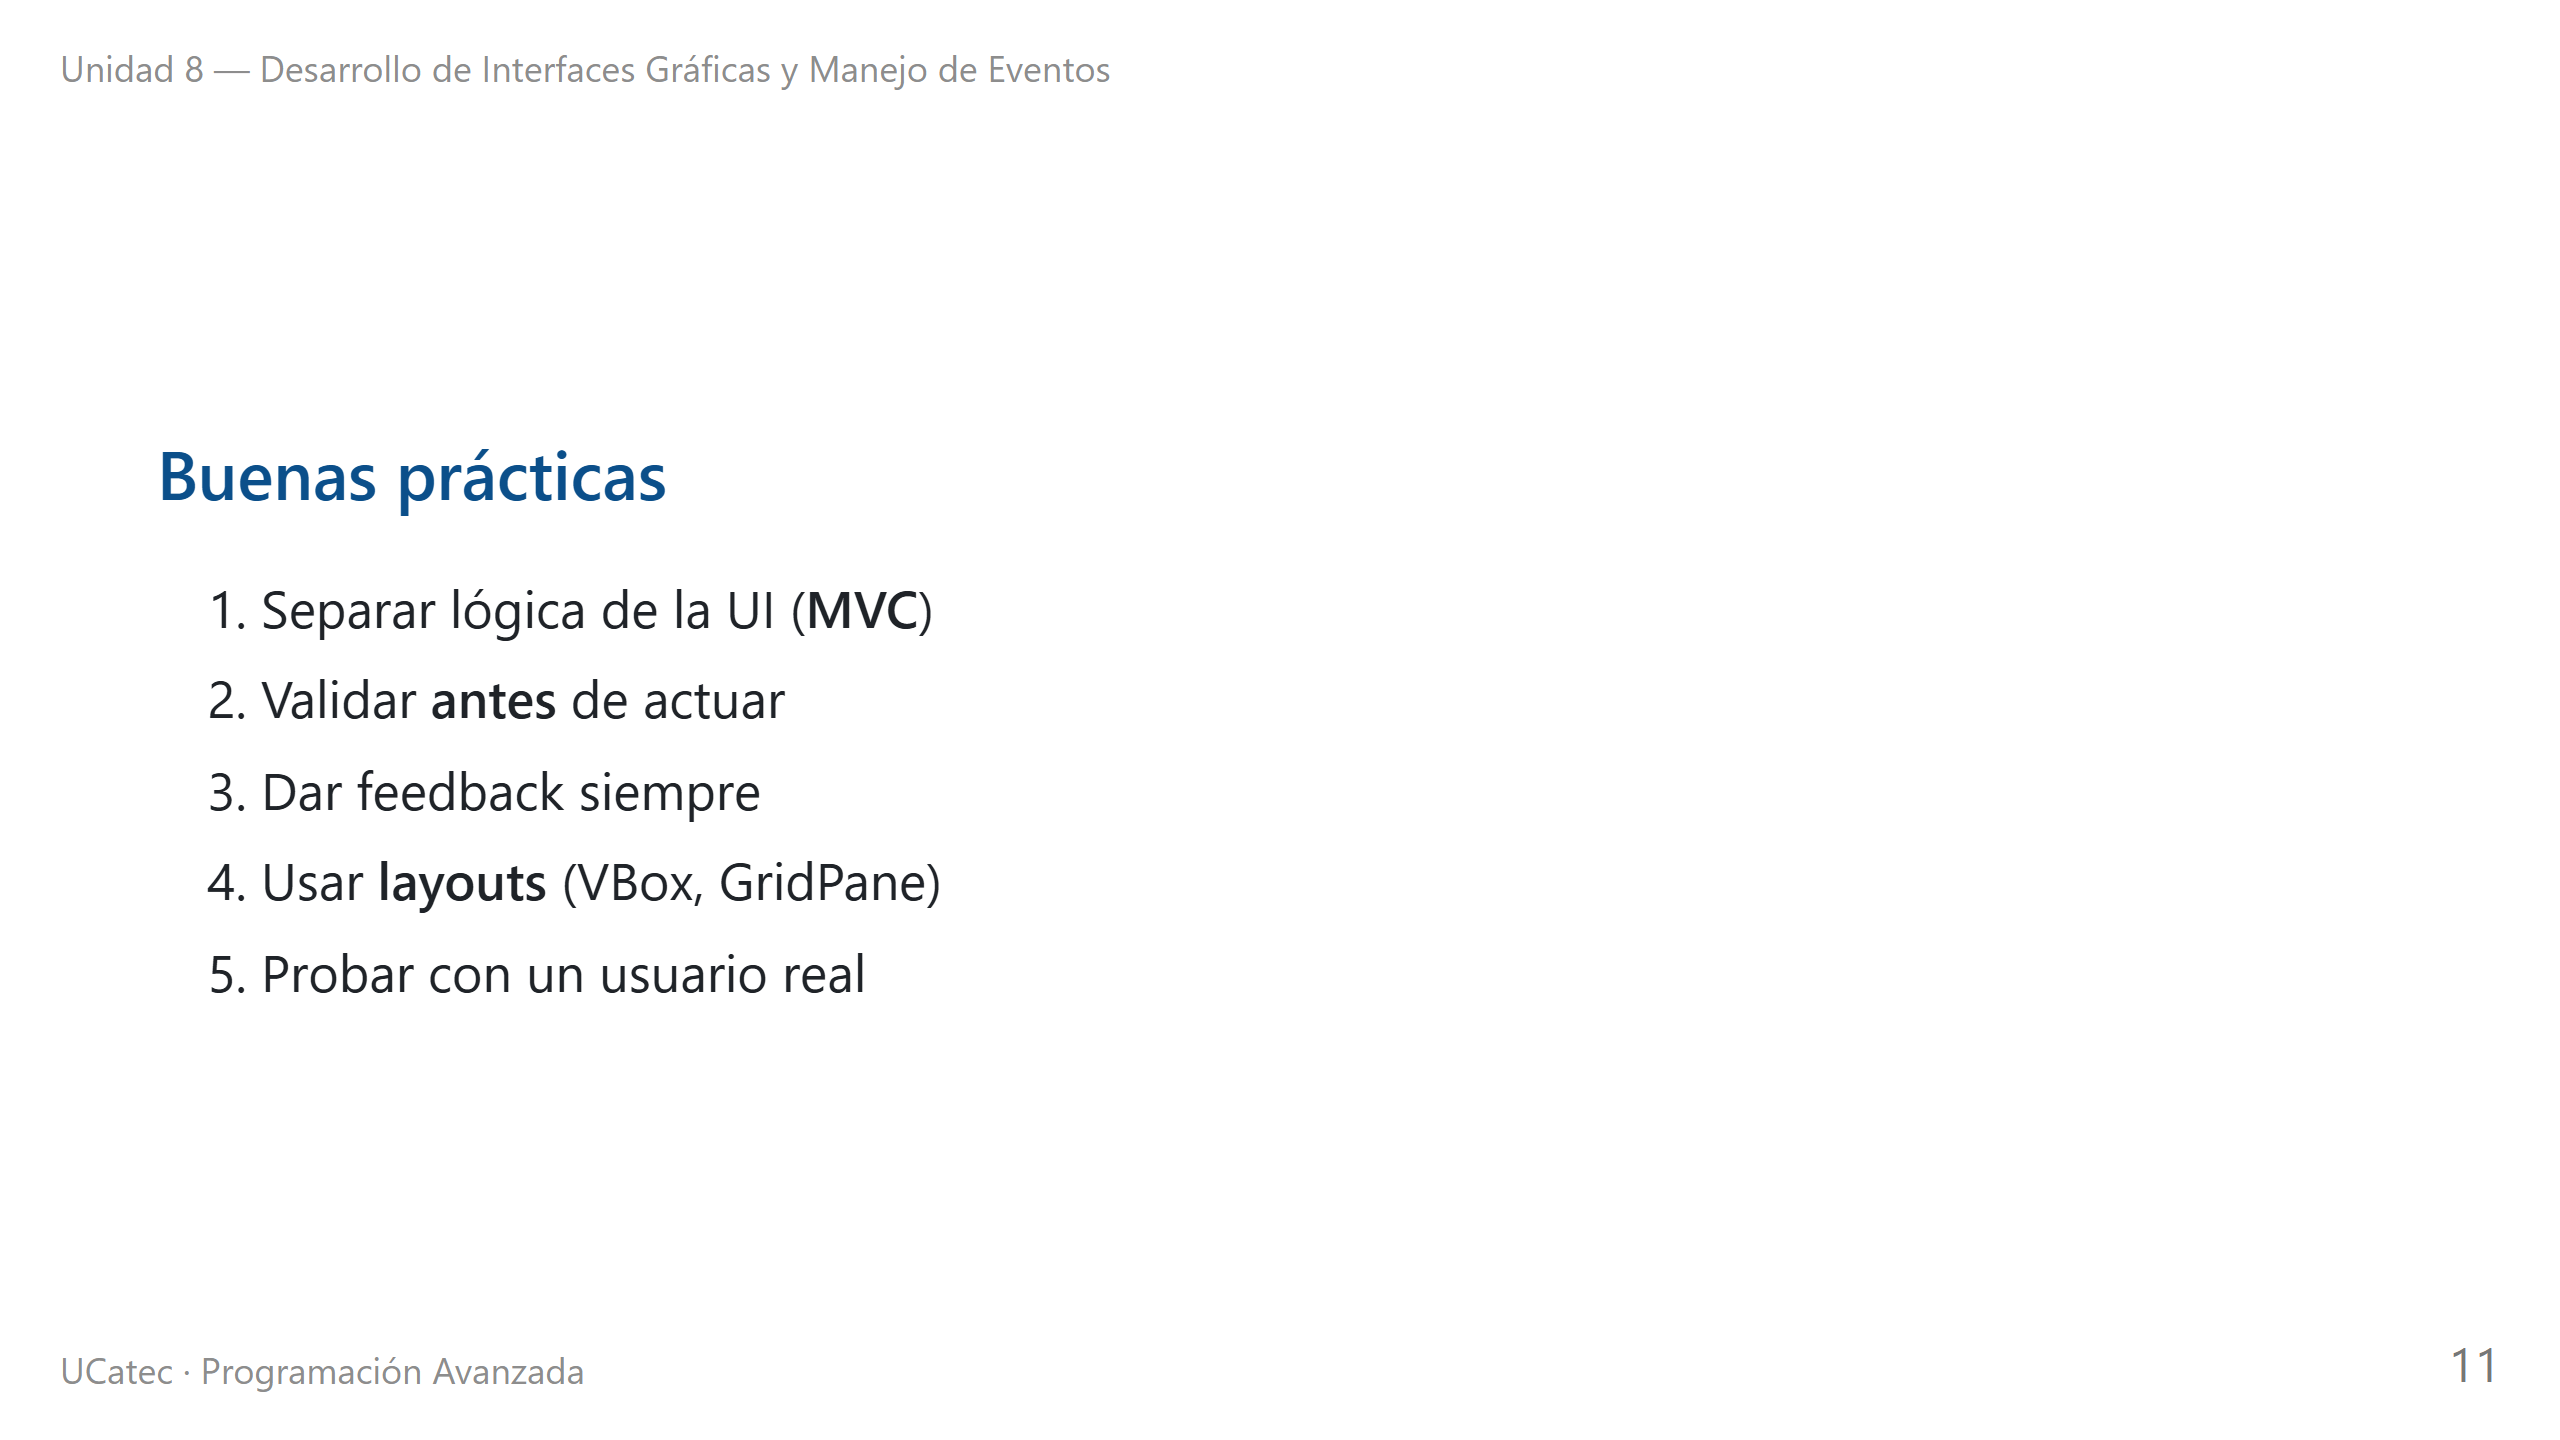 Unidad 8 — Desarrollo de Interfaces Gráficas y Manejo de Eventos
Buenas prácticas
1. Separar lógica de la UI (MVC)
2. Validar antes de actuar
3. Dar feedback siempre
4. Usar layouts (VBox, GridPane)
5. Probar con un usuario real
UCatec · Programación Avanzada
11